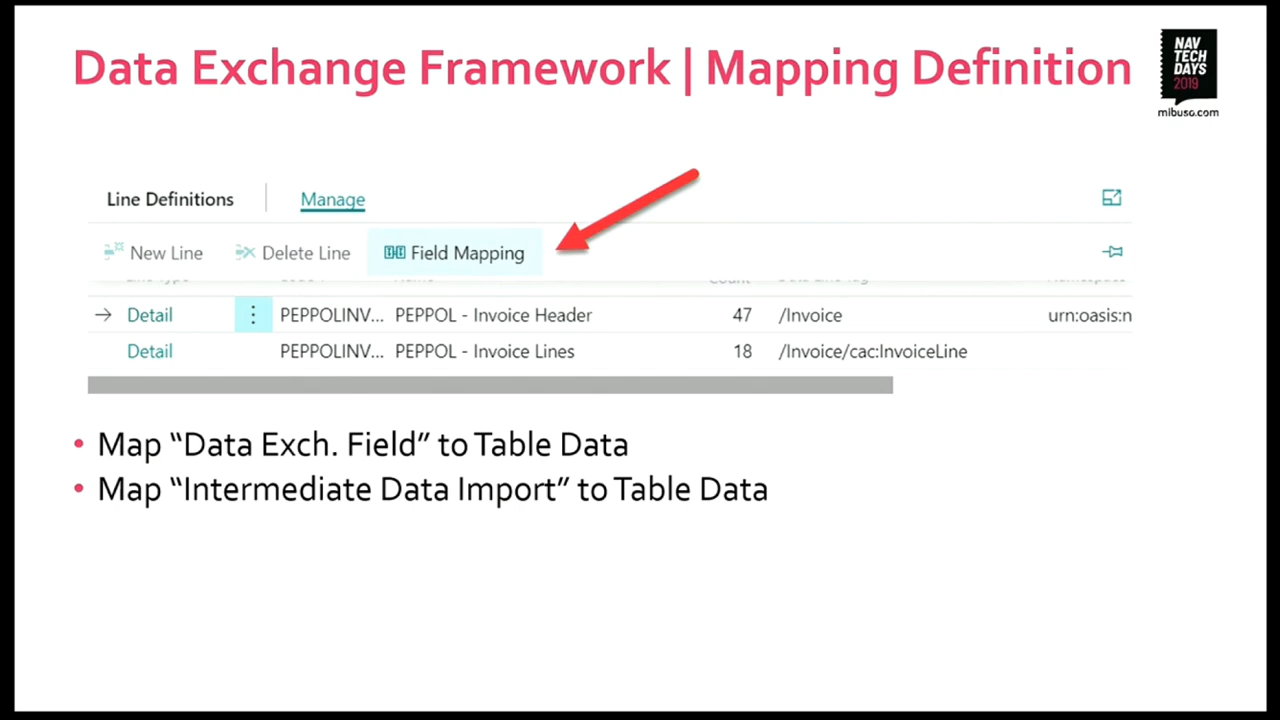 Data Exchange Framework | Mapping Definition
NAV
TECH
DAYS
2019
mibuso.com
Line Definitions
Manage
New Line
Delete Line
Field Mapping
Count
Detail
PEPPOLINV...
PEPPOL - Invoice Header
47
/Invoice
urn:oasis:n
Detail
PEPPOLINV...
PEPPOL - Invoice Lines
18
/Invoice/cac:InvoiceLine
• Map “Data Exch. Field” to Table Data
• Map “Intermediate Data Import” to Table Data